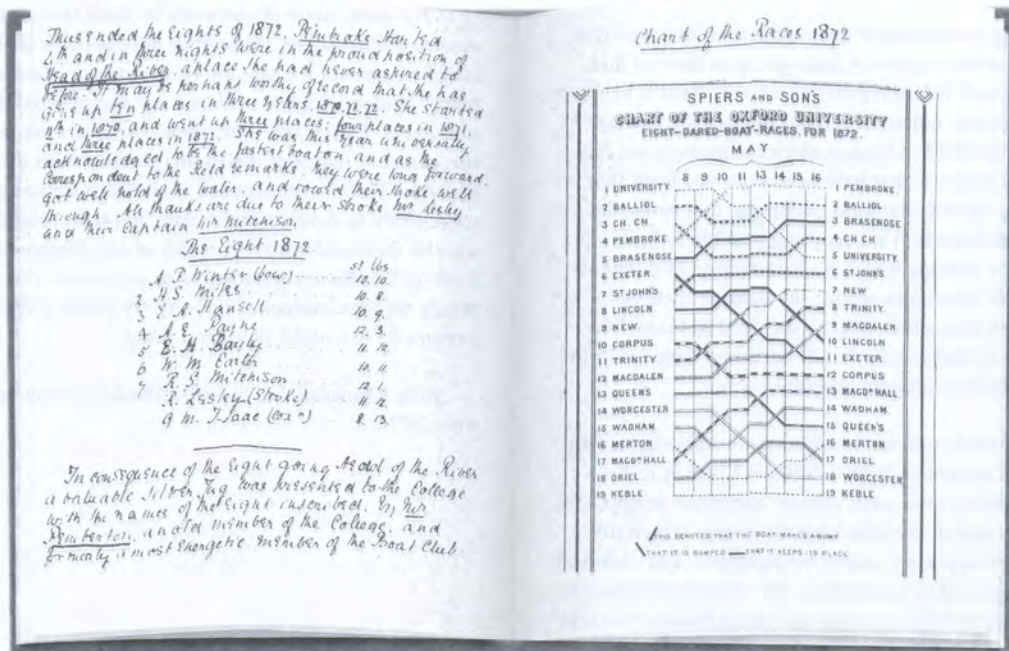 Thus ended the Eights of 1872. Pembroke started
4th and in three nights were in the proud position of
Head of the River, a place she had never aspired to
before. It may be perhaps worthy of record that she has
gone up ten places in three years, 1870. 71. 72. She started
11th in 1870, and went up three places; four places in 1871,
and three places in 1872. She was this year universally
acknowledged to be the fastest boat on, and as the
Correspondent to the Field remarks, they were long forward,
got well hold of the water, and rowed their stroke well
through. All thanks are due to their stroke Mr Lesley
and their Captain Mr Mitchison.
The Eight 1872
st lbs
A. P. Winter (bow) 10. 10.
2. H. S. Miles 10. 8.
3. E. A. Hansell 10. 9.
4. A. E. Payne 12. 3.
5. E. H. Bayly 11. 12.
6. W. M. Carter 10. 11.
7. R. S. Mitchison 12. 1.
R. Lesley (Stroke) 11. 12.
M. Isaac (Cox'n) 8. 13.
In consequence of the Eight going Head of the River
a valuable Silver Jug was presented to the College
with the names of the Eight inscribed. By Mr
Pemberton, an old member of the College, and
formerly a most energetic member of the Boat Club.
Chart of the Races 1872
SPIERS AND SON'S
CHART OF THE OXFORD UNIVERSITY
EIGHT-OARED-BOAT-RACES, FOR 1872.
MAY
8 9 10 11 13 14 15 16
1 UNIVERSITY 1 PEMBROKE.
2 BALLIOL 2 BALLIOL
3 CH. CH. 3 BRASENOSE
4 PEMBROKE 4 CH. CH.
5 BRASENOSE 5 UNIVERSITY.
6 EXETER. 6 ST JOHN'S.
7 ST JOHN'S 7 NEW
8 LINCOLN 8 TRINITY.
9 NEW 9 MAGDALEN.
10 CORPUS. 10 LINCOLN
11 TRINITY 11 EXETER.
12 MAGDALEN 12 CORPUS
13 QUEEN'S 13 MAGDN HALL
14 WORCESTER 14 WADHAM.
15 WADHAM 15 QUEEN'S
16 MERTON 16 MERTON
17 MAGDN HALL 17 ORIEL
18 ORIEL 18 WORCESTER
19 KEBLE 19 KEBLE
THIS DENOTES THAT THE BOAT MAKES A BUMP
THAT IT IS BUMPED THAT IT KEEPS ITS PLACE